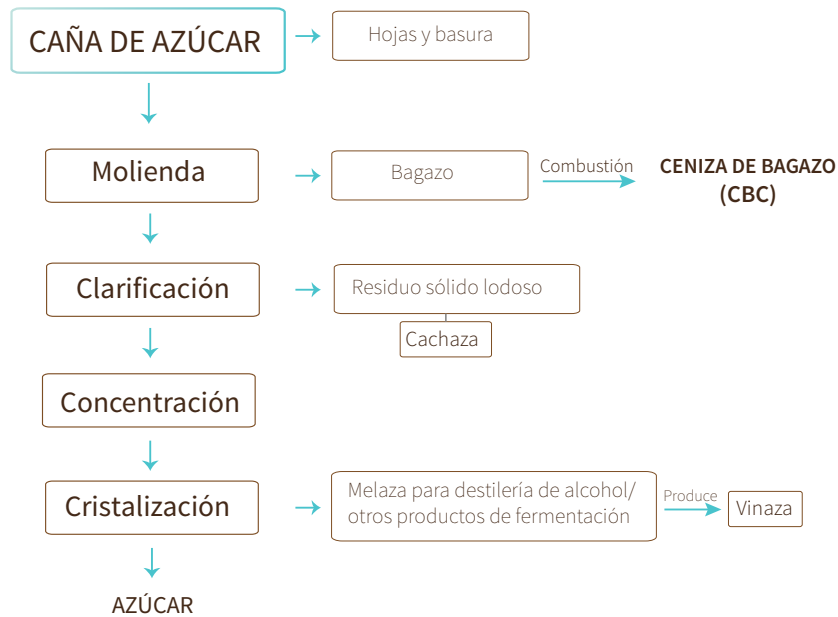 CAÑA DE AZÚCAR
Hojas y basura
Molienda
Bagazo
Combustión
CENIZA DE BAGAZO
(CBC)
Clarificación
Residuo sólido lodoso
Cachaza
Concentración
Cristalización
Melaza para destilería de alcohol/
otros productos de fermentación
Produce
Vinaza
AZÚCAR